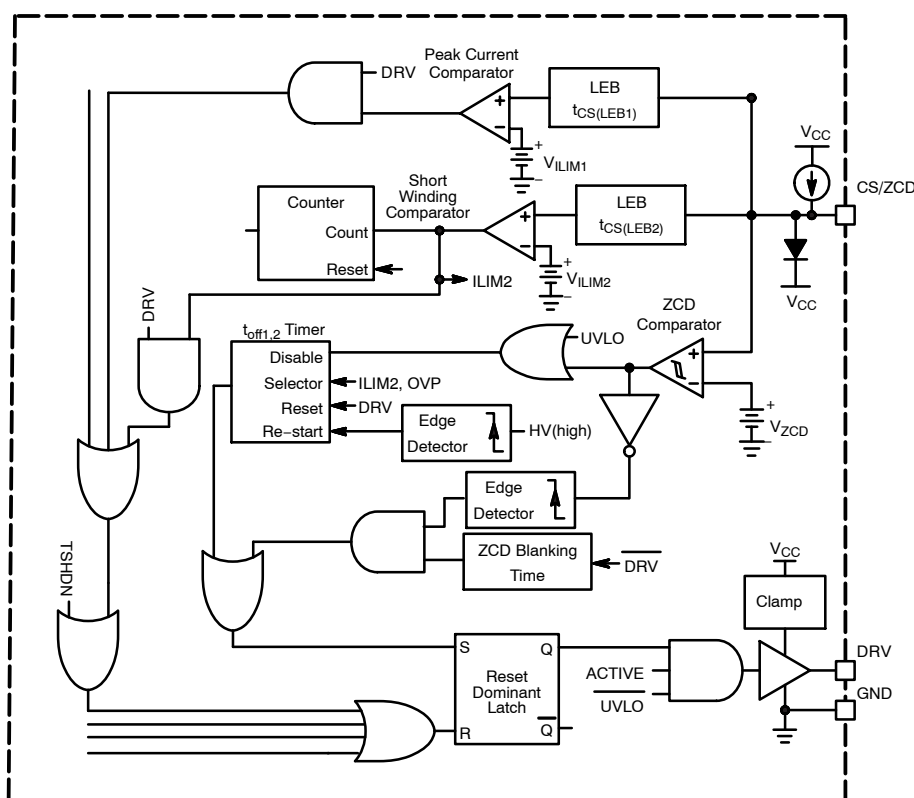 Peak Current
Comparator
DRV
LEB
tCS(LEB1)
VILIM1
VCC
CS/ZCD
Counter
Count
Reset
Short
Winding
Comparator
LEB
tCS(LEB2)
VILIM2
ILIM2
VCC
DRV
toff1,2 Timer
Disable
Selector
Reset
Re−start
ILIM2, OVP
DRV
UVLO
ZCD
Comparator
VZCD
Edge
Detector
HV(high)
Edge
Detector
ZCD Blanking
Time
DRV
TSHDN
VCC
Clamp
S
Q
Reset
Dominant
Latch
R
Q
ACTIVE
UVLO
DRV
GND